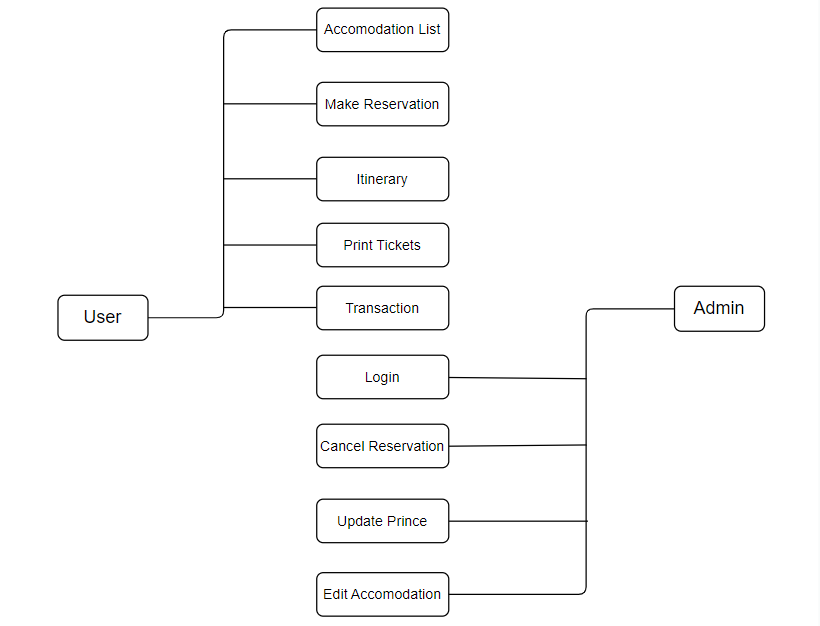 Accomodation List
Make Reservation
Itinerary
Print Tickets
User
Transaction
Admin
Login
Cancel Reservation
Update Prince
Edit Accomodation